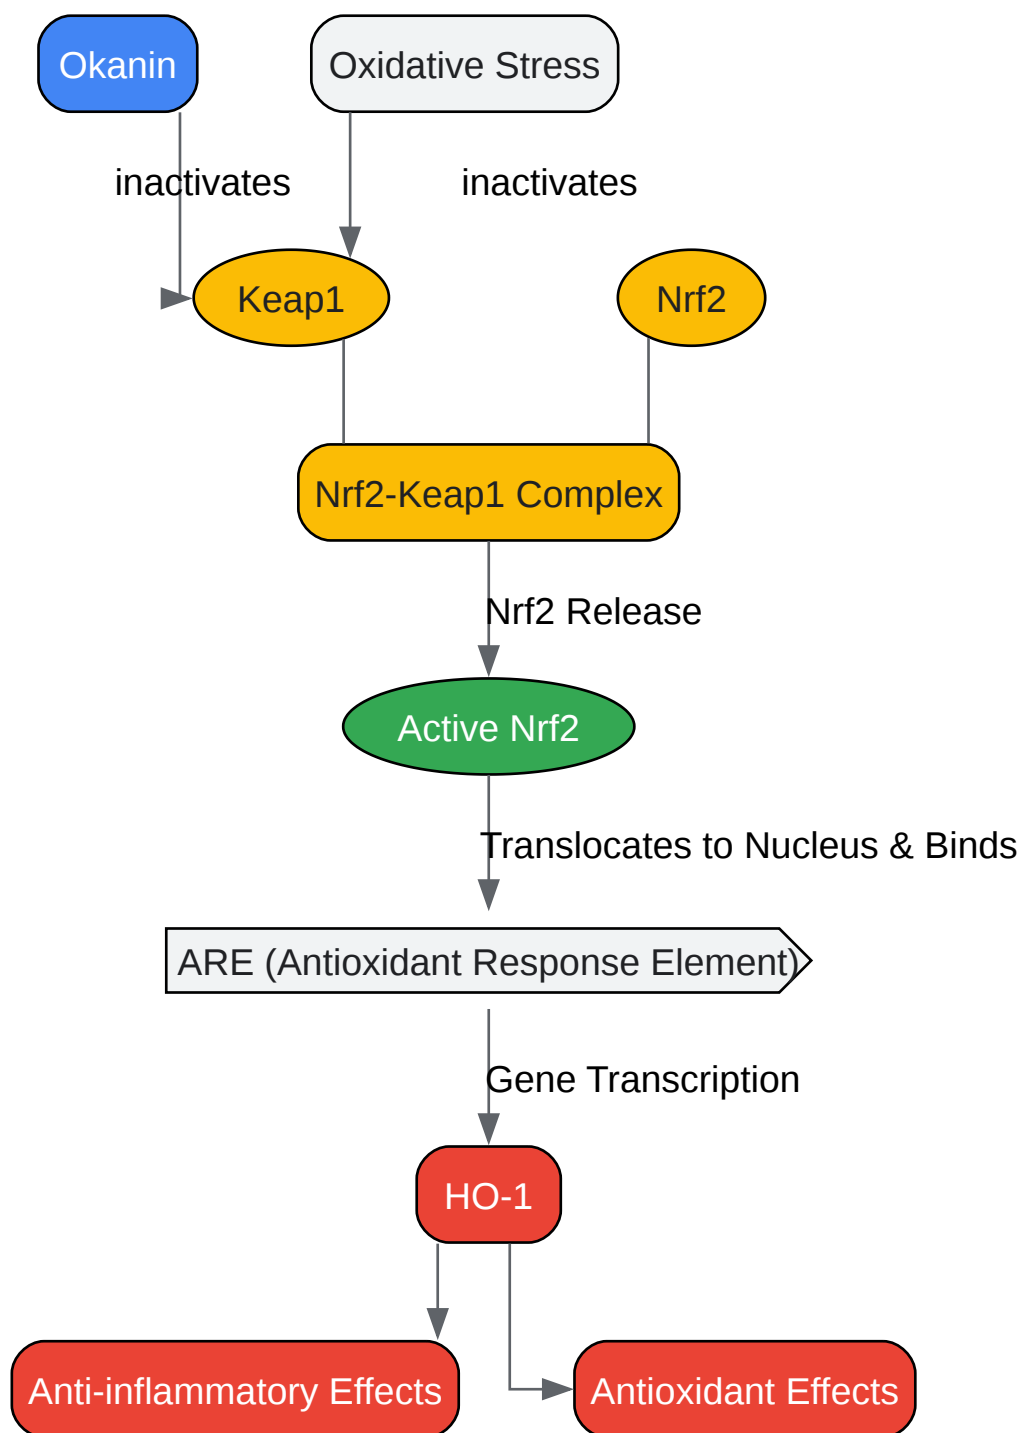 Okanin
Oxidative Stress
inactivates
inactivates
Keap1
Nrf2
Nrf2-Keap1 Complex
Nrf2 Release
Active Nrf2
Translocates to Nucleus & Binds
ARE (Antioxidant Response Element)
Gene Transcription
HO-1
Anti-inflammatory Effects
Antioxidant Effects